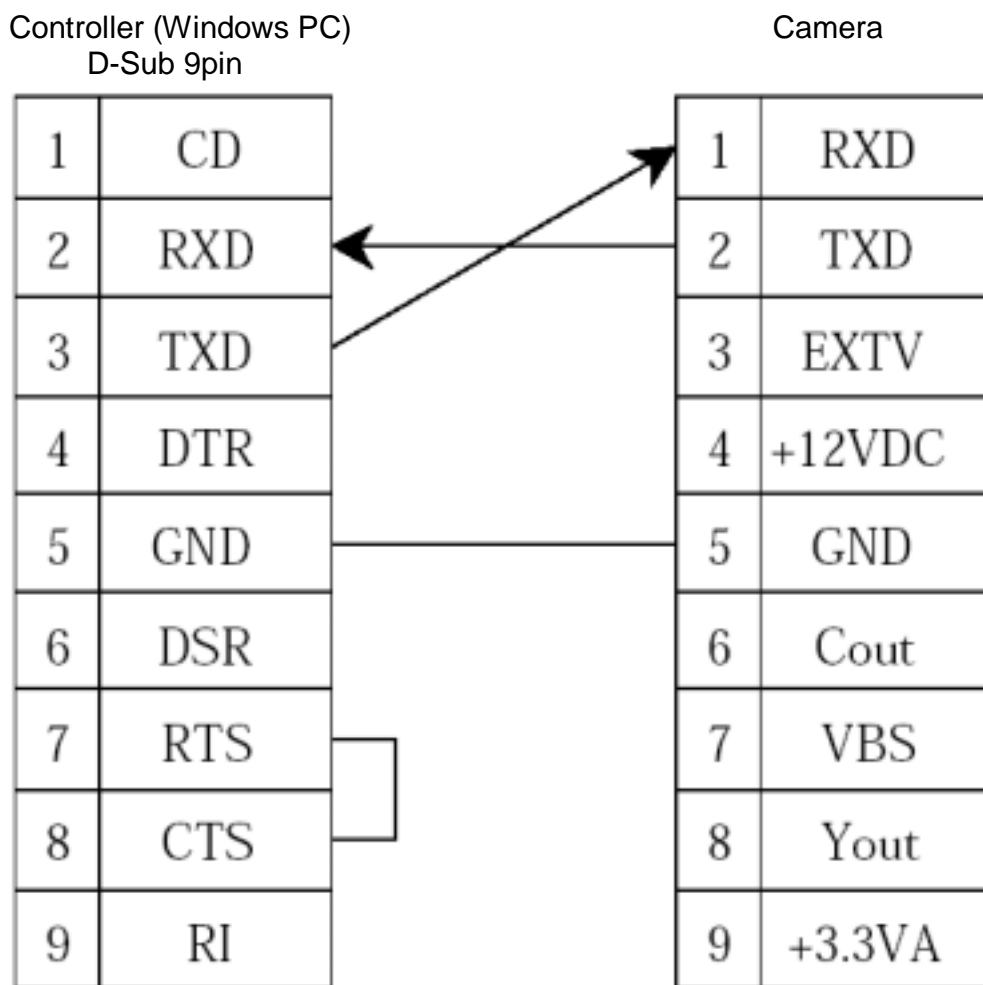 Controller (Windows PC)
D-Sub 9pin
Camera
1 CD
2 RXD
3 TXD
4 DTR
5 GND
6 DSR
7 RTS
8 CTS
9 RI
1 RXD
2 TXD
3 EXTV
4 +12VDC
5 GND
6 Cout
7 VBS
8 Yout
9 +3.3VA